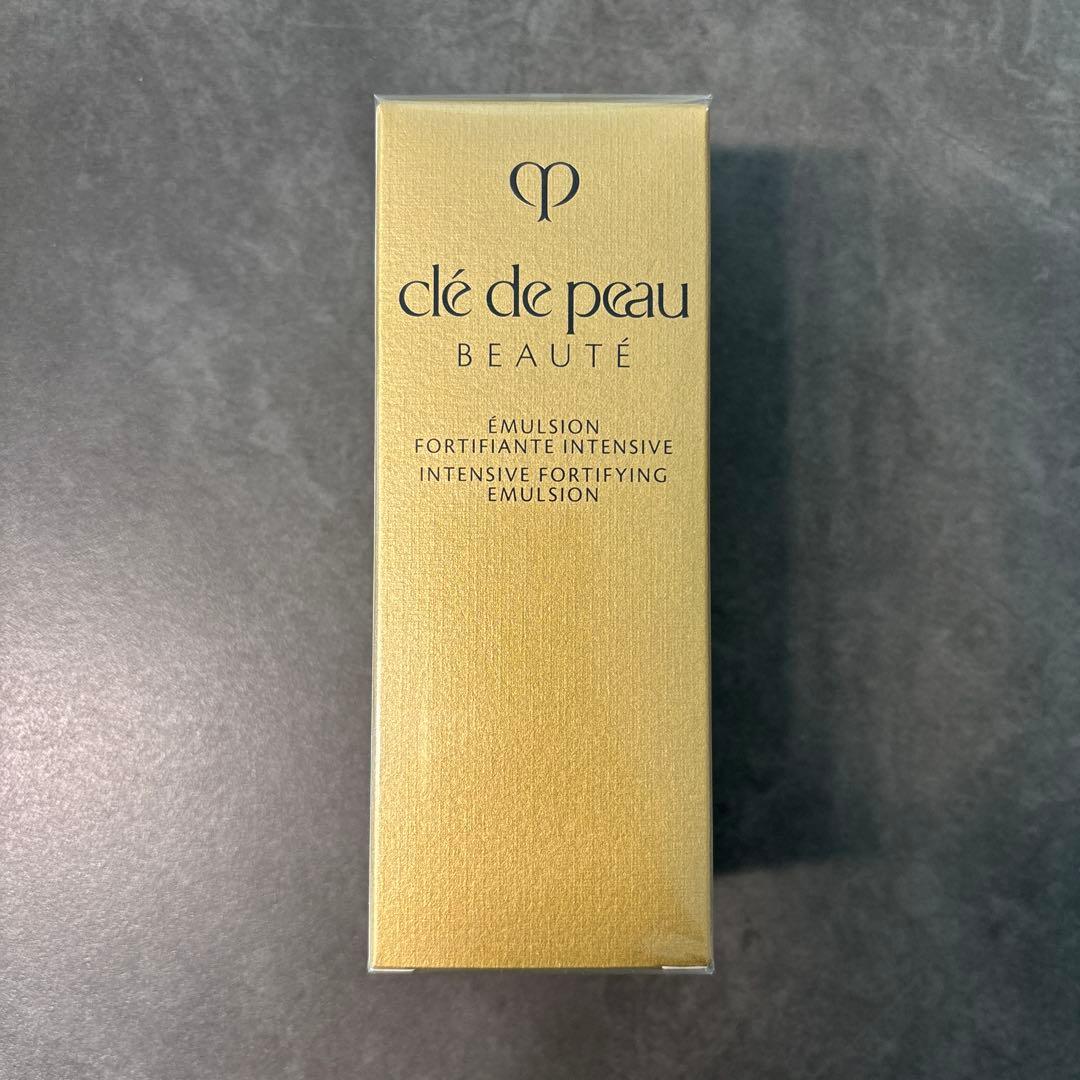 clé de peau
BEAUTÉ
ÉMULSION
FORTIFIANTE INTENSIVE
INTENSIVE FORTIFYING
EMULSION